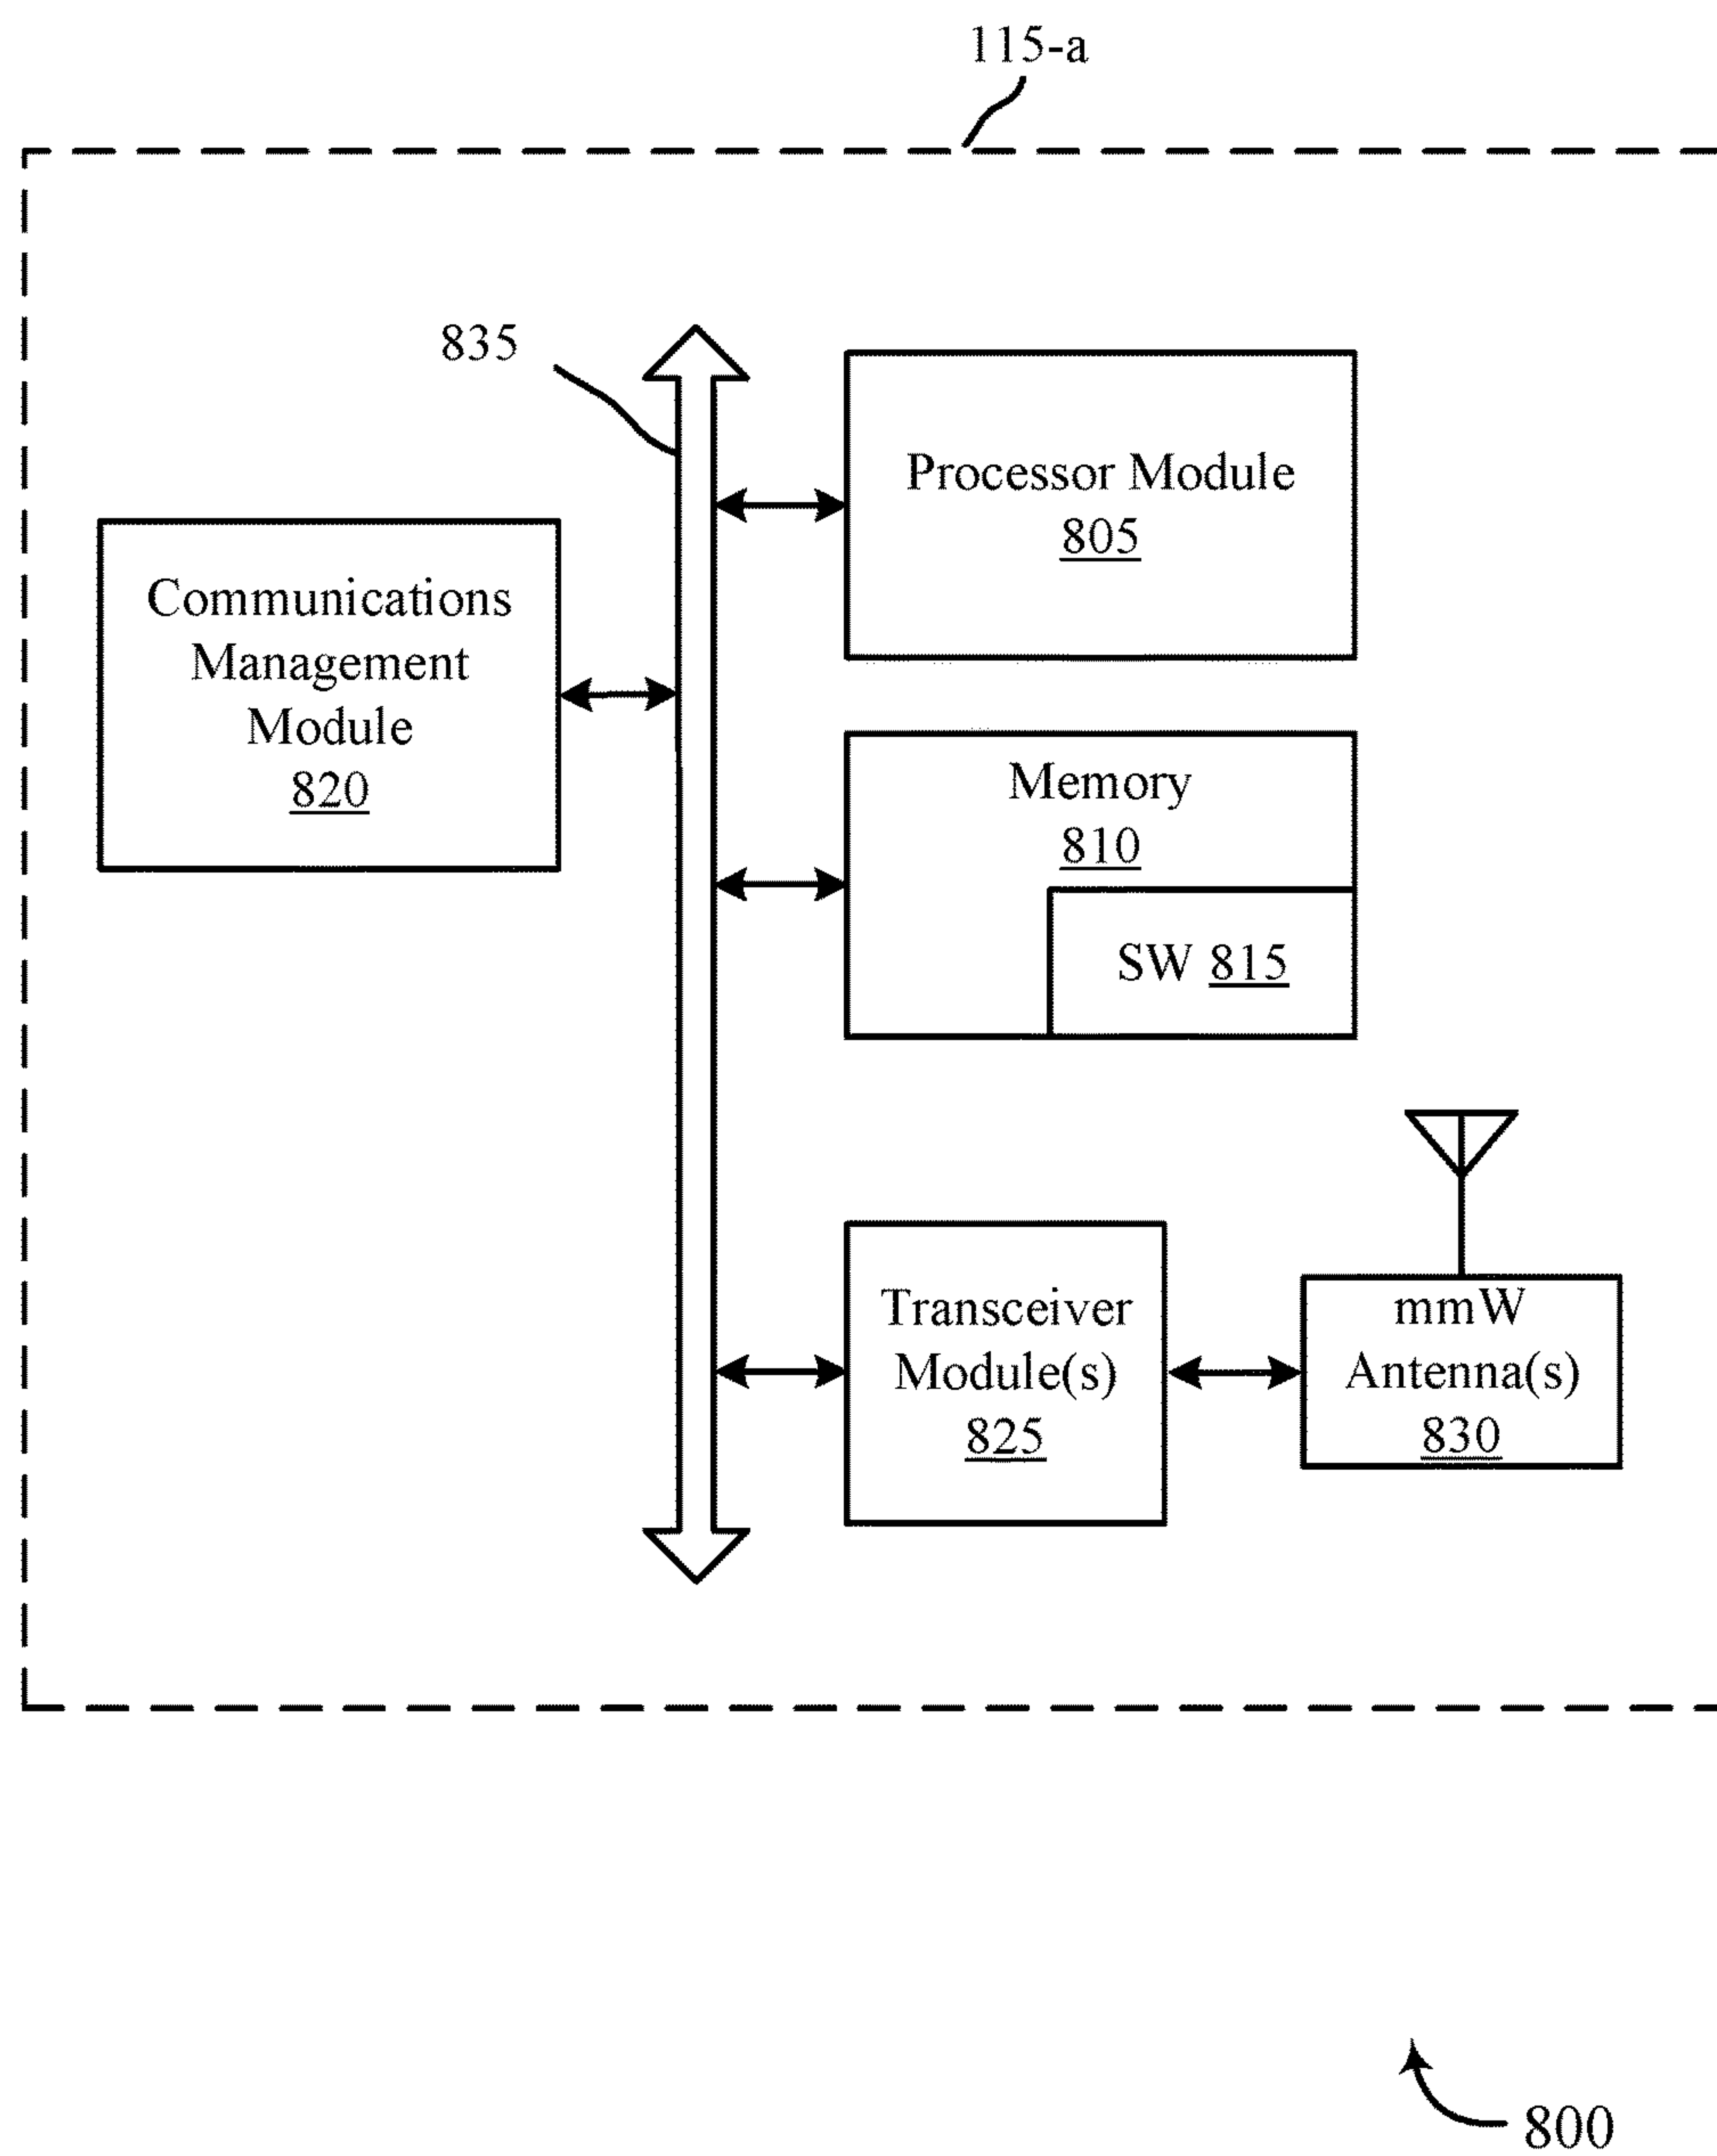 115-a
835
Processor Module
805
Communications
Management
Module
820
Memory
810
SW 815
Transceiver
Module(s)
825
mmW
Antenna(s)
830
800